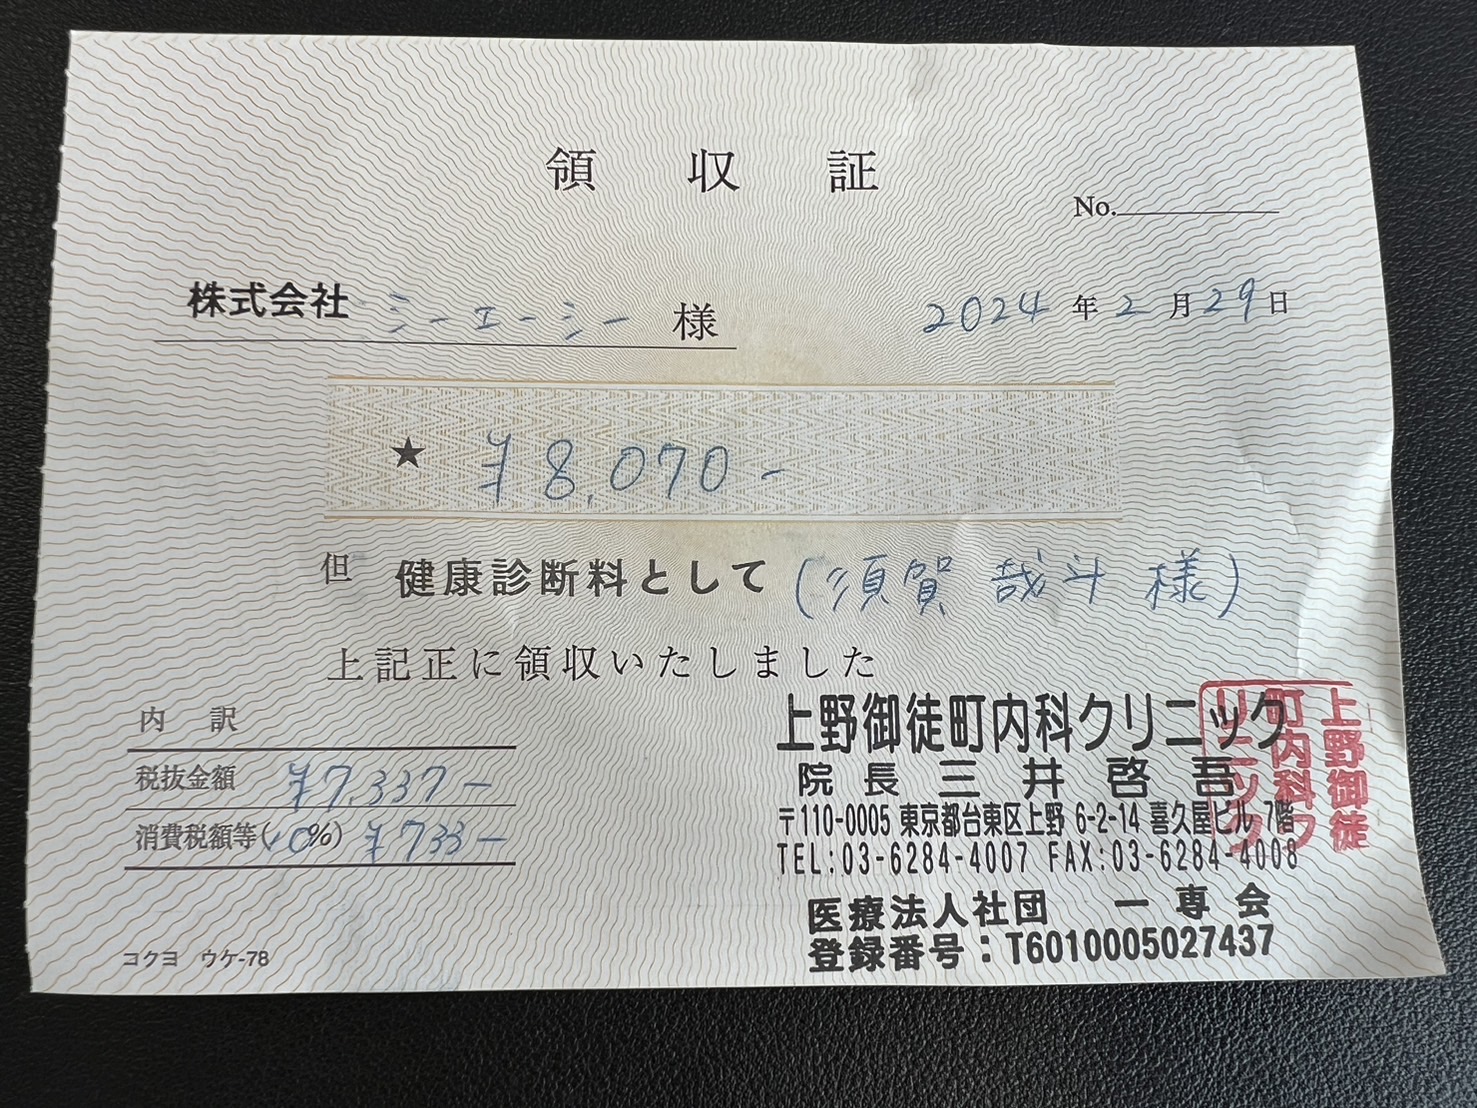 領収証
No.
株式会社 シーエーシー 様
2024年2月29日
★ ¥8,070-
但 健康診断料として (須賀 哉斗 様)
上記正に領収いたしました
内訳
税抜金額 ¥7,337-
消費税額等(10%) ¥733-
コクヨ ウケ-78
上野御徒町内科クリニック
院長 三井啓吾
〒110-0005 東京都台東区上野 6-2-14 喜久屋ビル 7階
TEL:03-6284-4007 FAX:03-6284-4008
医療法人社団 一専会
登録番号:T6010005027437
上野御徒
町内科ク
リニック